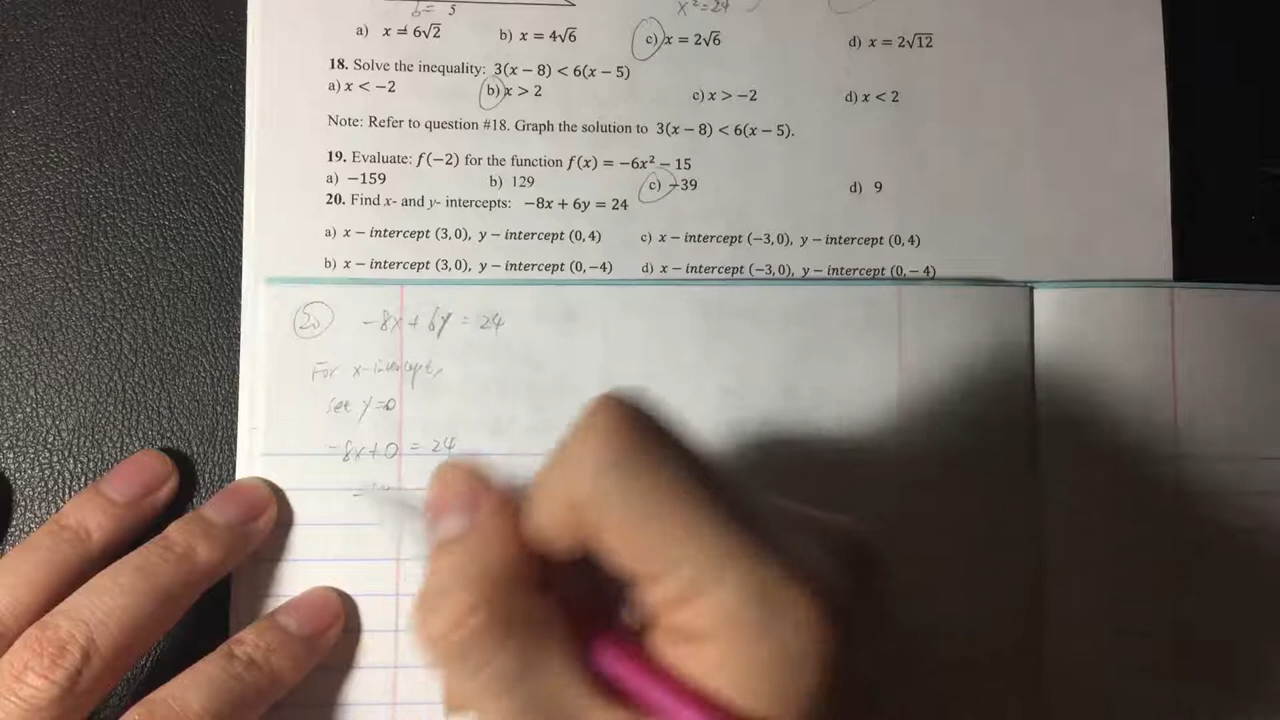 b= 5
x²=24
a) x = 6√2 b) x = 4√6 c) x = 2√6 d) x = 2√12
18. Solve the inequality: 3(x − 8) < 6(x − 5)
a) x < −2 b) x > 2 c) x > −2 d) x < 2
Note: Refer to question #18. Graph the solution to 3(x − 8) < 6(x − 5).
19. Evaluate: f(−2) for the function f(x) = −6x² − 15
a) −159 b) 129 c) −39 d) 9
20. Find x- and y- intercepts: −8x + 6y = 24
a) x − intercept (3, 0), y − intercept (0, 4) c) x − intercept (−3, 0), y − intercept (0, 4)
b) x − intercept (3, 0), y − intercept (0, −4) d) x − intercept (−3, 0), y − intercept (0, − 4)
20 -8x + 6y = 24
For x-intercept,
set y=0
-8x+0 = 24